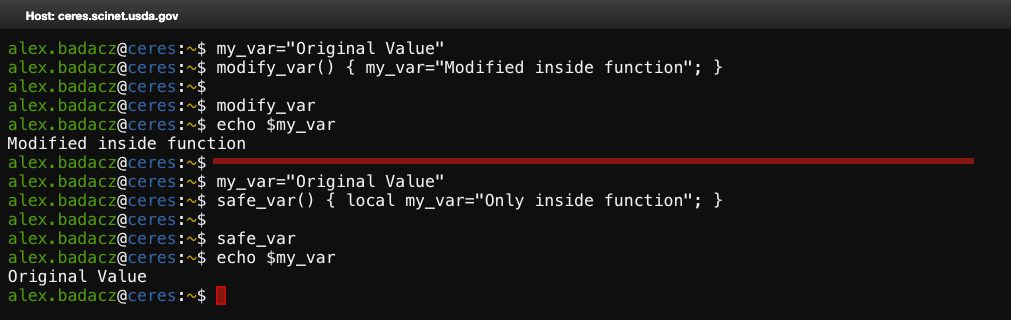 Host: ceres.scinet.usda.gov
alex.badacz@ceres:~$ my_var="Original Value"
alex.badacz@ceres:~$ modify_var() { my_var="Modified inside function"; }
alex.badacz@ceres:~$
alex.badacz@ceres:~$ modify_var
alex.badacz@ceres:~$ echo $my_var
Modified inside function
alex.badacz@ceres:~$
alex.badacz@ceres:~$ my_var="Original Value"
alex.badacz@ceres:~$ safe_var() { local my_var="Only inside function"; }
alex.badacz@ceres:~$
alex.badacz@ceres:~$ safe_var
alex.badacz@ceres:~$ echo $my_var
Original Value
alex.badacz@ceres:~$